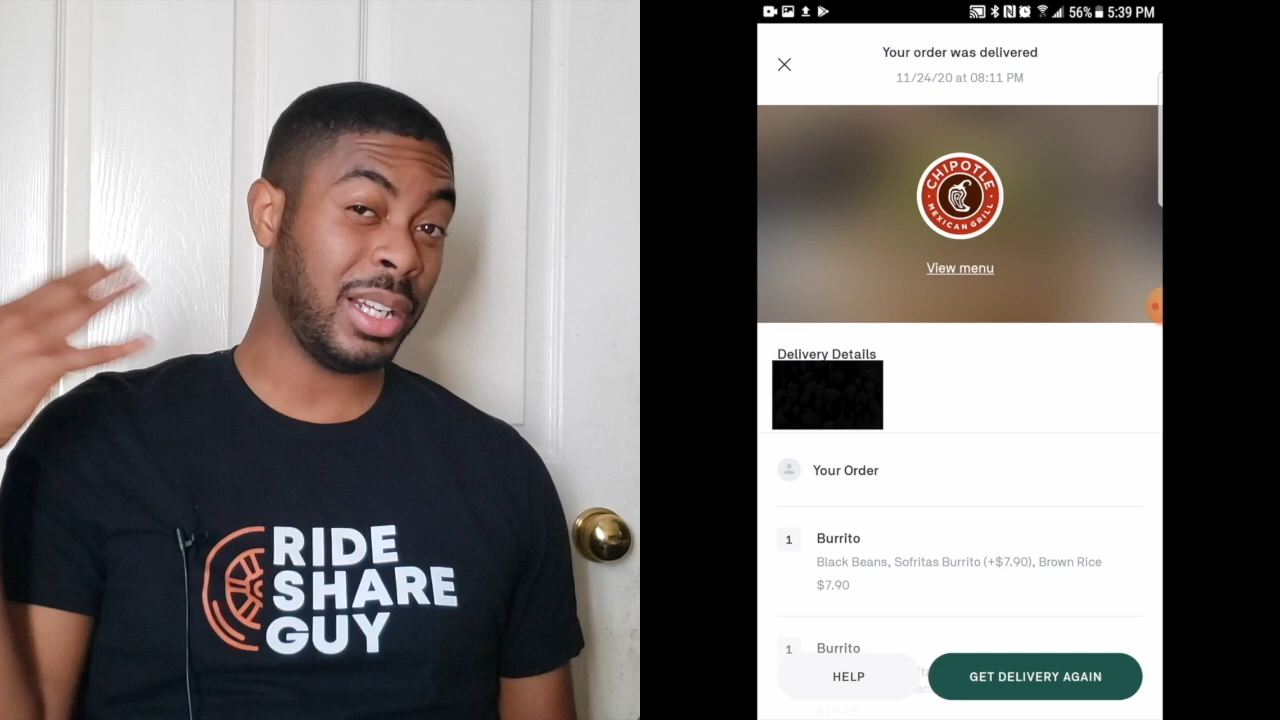 RIDE
SHARE
GUY
56% 5:39 PM
Your order was delivered
11/24/20 at 08:11 PM
CHIPOTLE
MEXICAN GRILL
View menu
Delivery Details
Your Order
1 Burrito
Black Beans, Sofritas Burrito (+$7.90), Brown Rice
$7.90
1 Burrito
HELP GET DELIVERY AGAIN